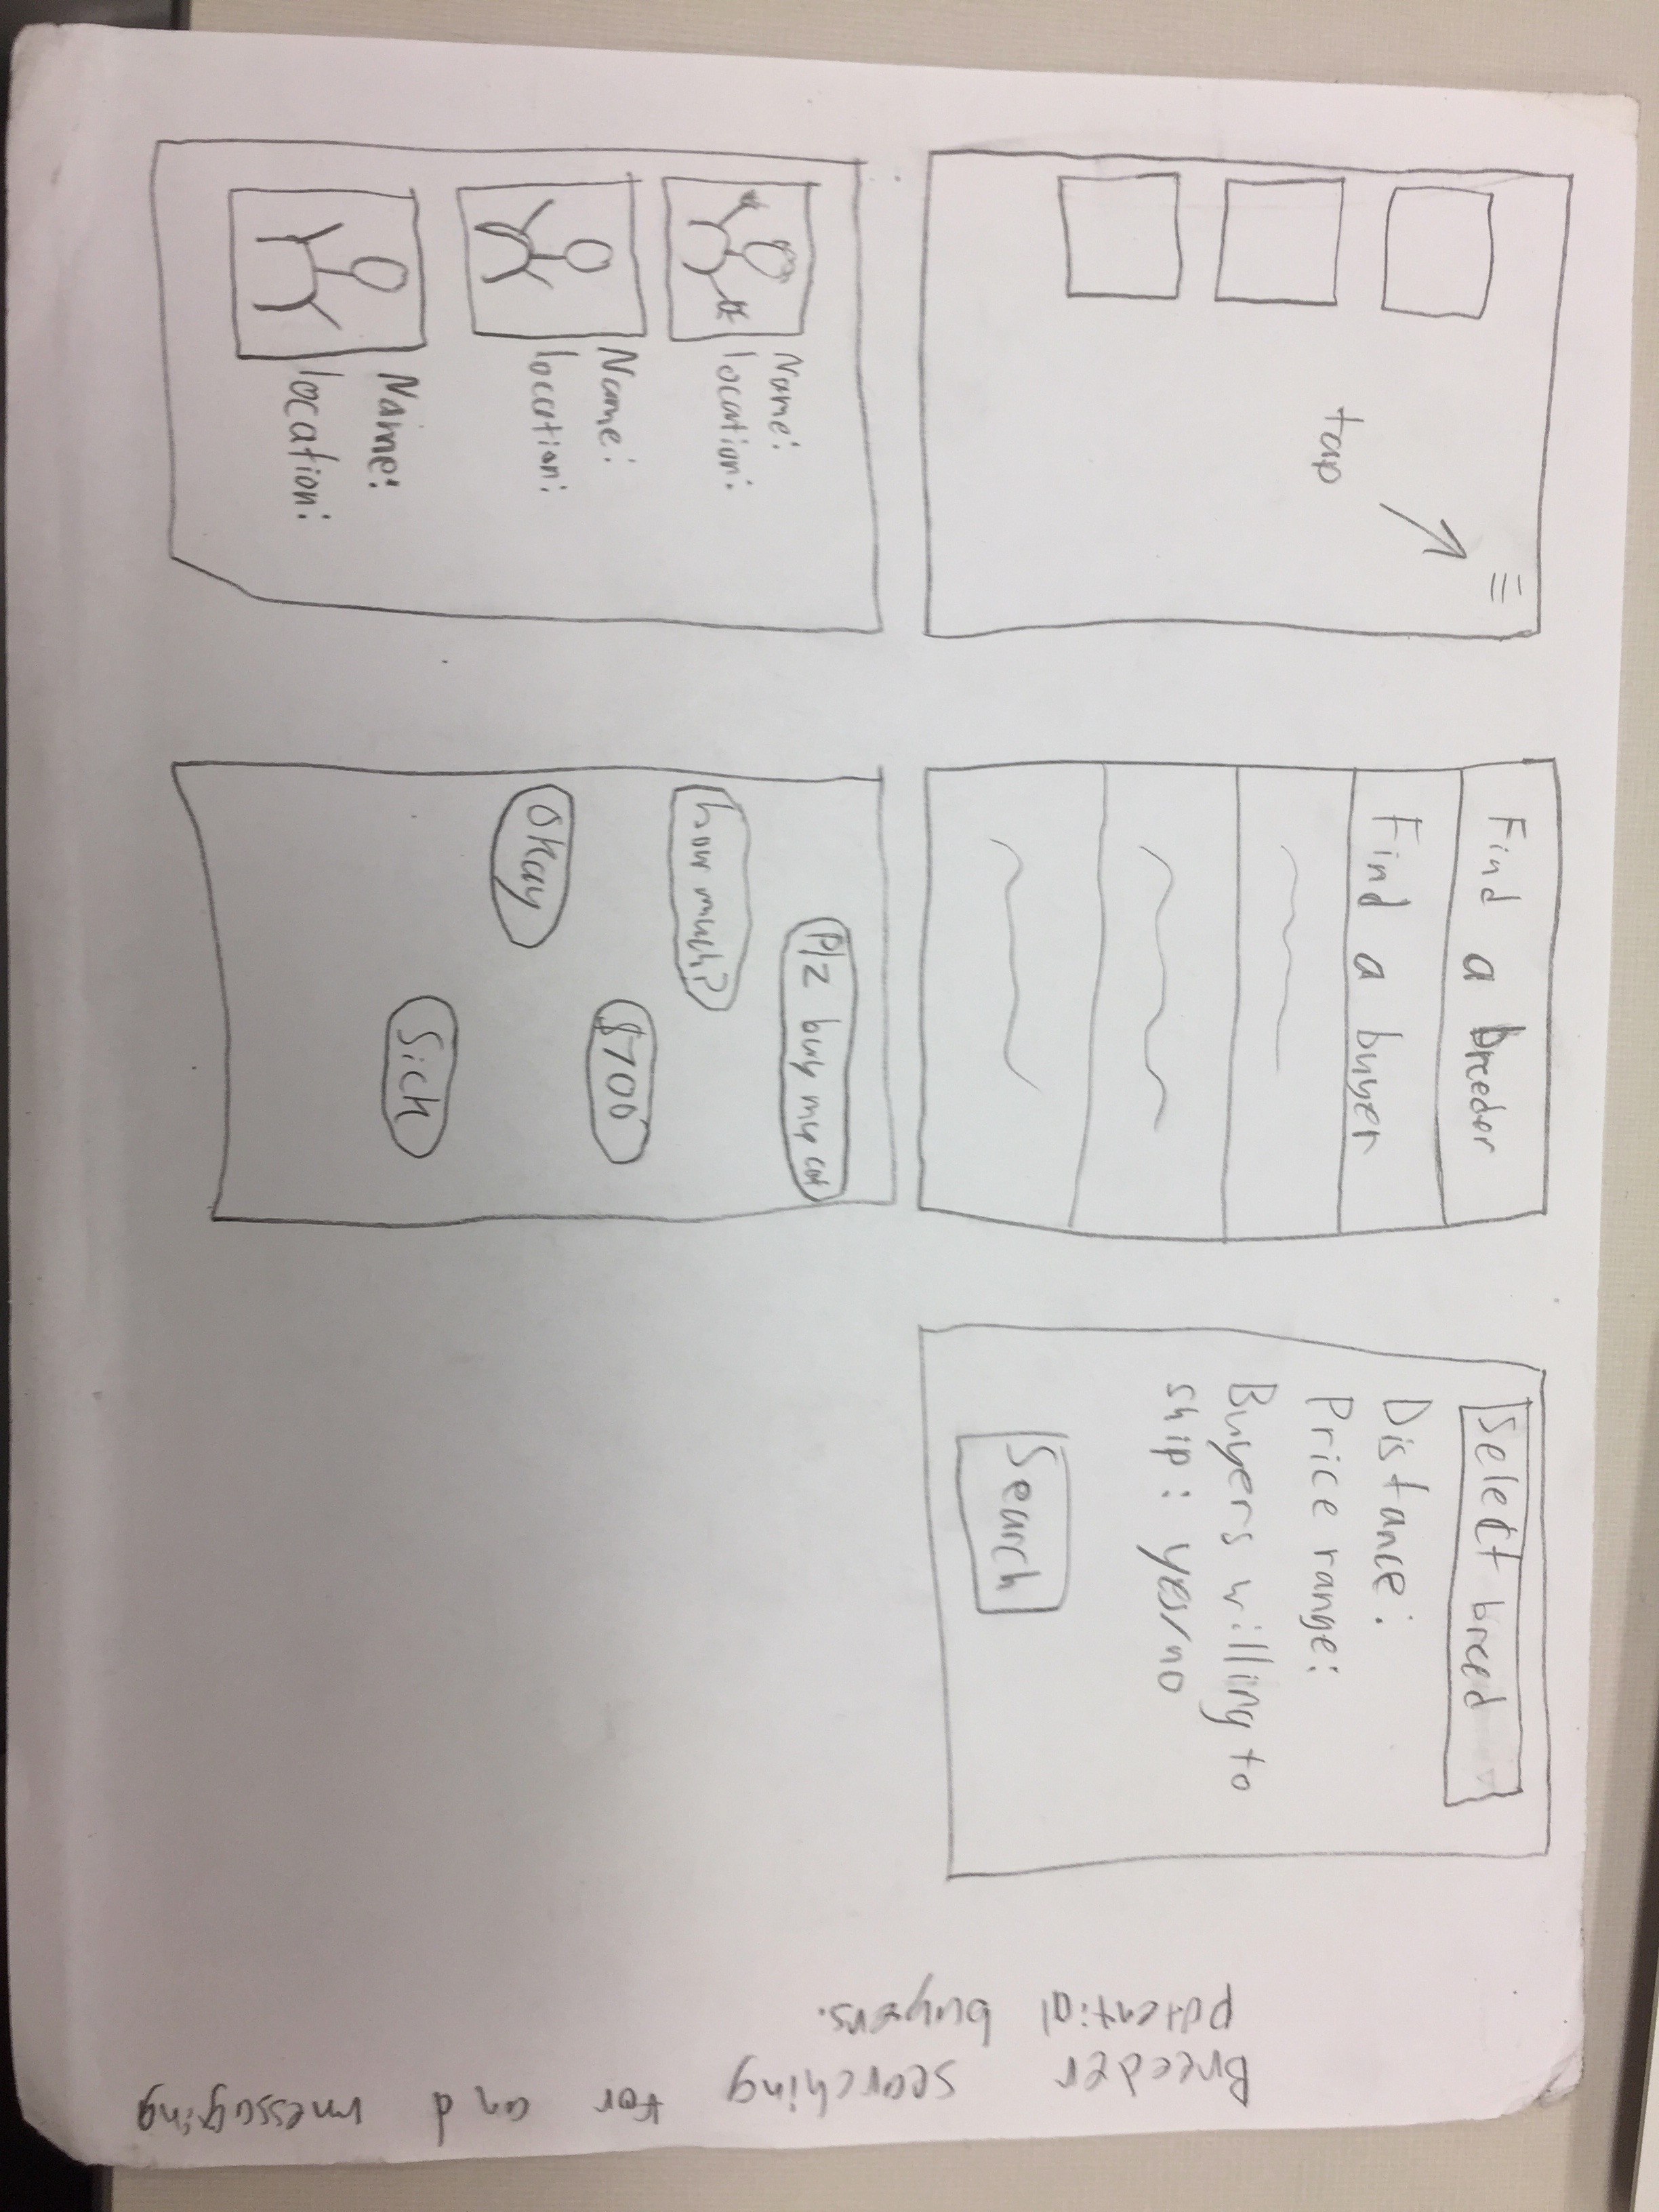 tap
Find a breeder
Find a buyer
Select breed
Distance:
Price range:
Buyers willing to
ship: yes/no
Search
Name:
location:
Name:
location:
Name:
location:
Plz buy my cat
how much?
$700
Okay
Sick
Breeder searching for and messaging
potential buyers.